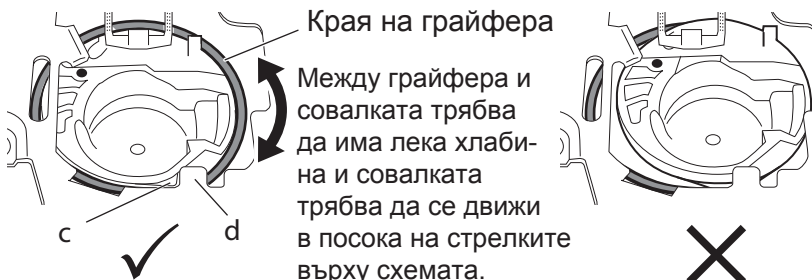 Края на грайфера
Между грайфера и
совалката трябва
да има лека хлаби-
на и совалката
трябва да се движи
в посока на стрелките
върху схемата.
c
d